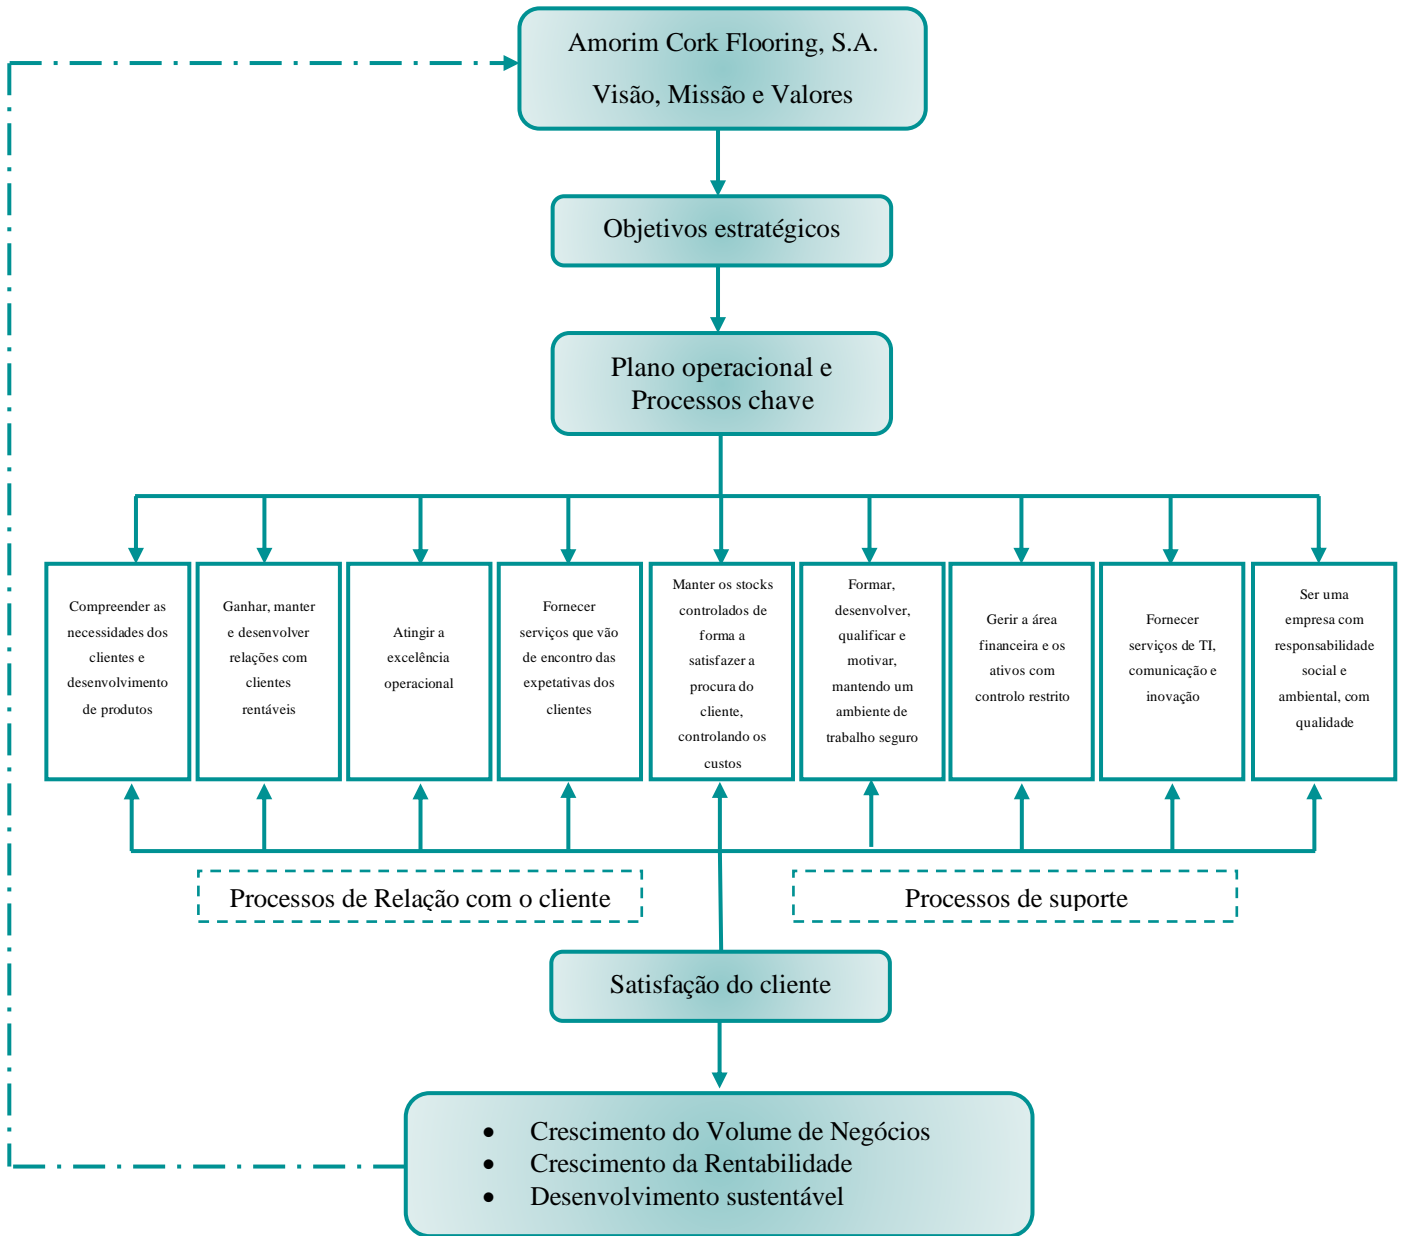 Amorim Cork Flooring, S.A.
Visão, Missão e Valores
Objetivos estratégicos
Plano operacional e
Processos chave
Compreender as
necessidades dos
clientes e
desenvolvimento
de produtos
Ganhar, manter
e desenvolver
relações com
clientes
rentáveis
Atingir a
excelência
operacional
Fornecer
serviços que vão
de encontro das
expetativas dos
clientes
Manter os stocks
controlados de
forma a
satisfazer a
procura do
cliente,
controlando os
custos
Formar,
desenvolver,
qualificar e
motivar,
mantendo um
ambiente de
trabalho seguro
Gerir a área
financeira e os
ativos com
controlo restrito
Fornecer
serviços de TI,
comunicação e
inovação
Ser uma
empresa com
responsabilidade
social e
ambiental, com
qualidade
Processos de Relação com o cliente
Processos de suporte
Satisfação do cliente
• Crescimento do Volume de Negócios
• Crescimento da Rentabilidade
• Desenvolvimento sustentável